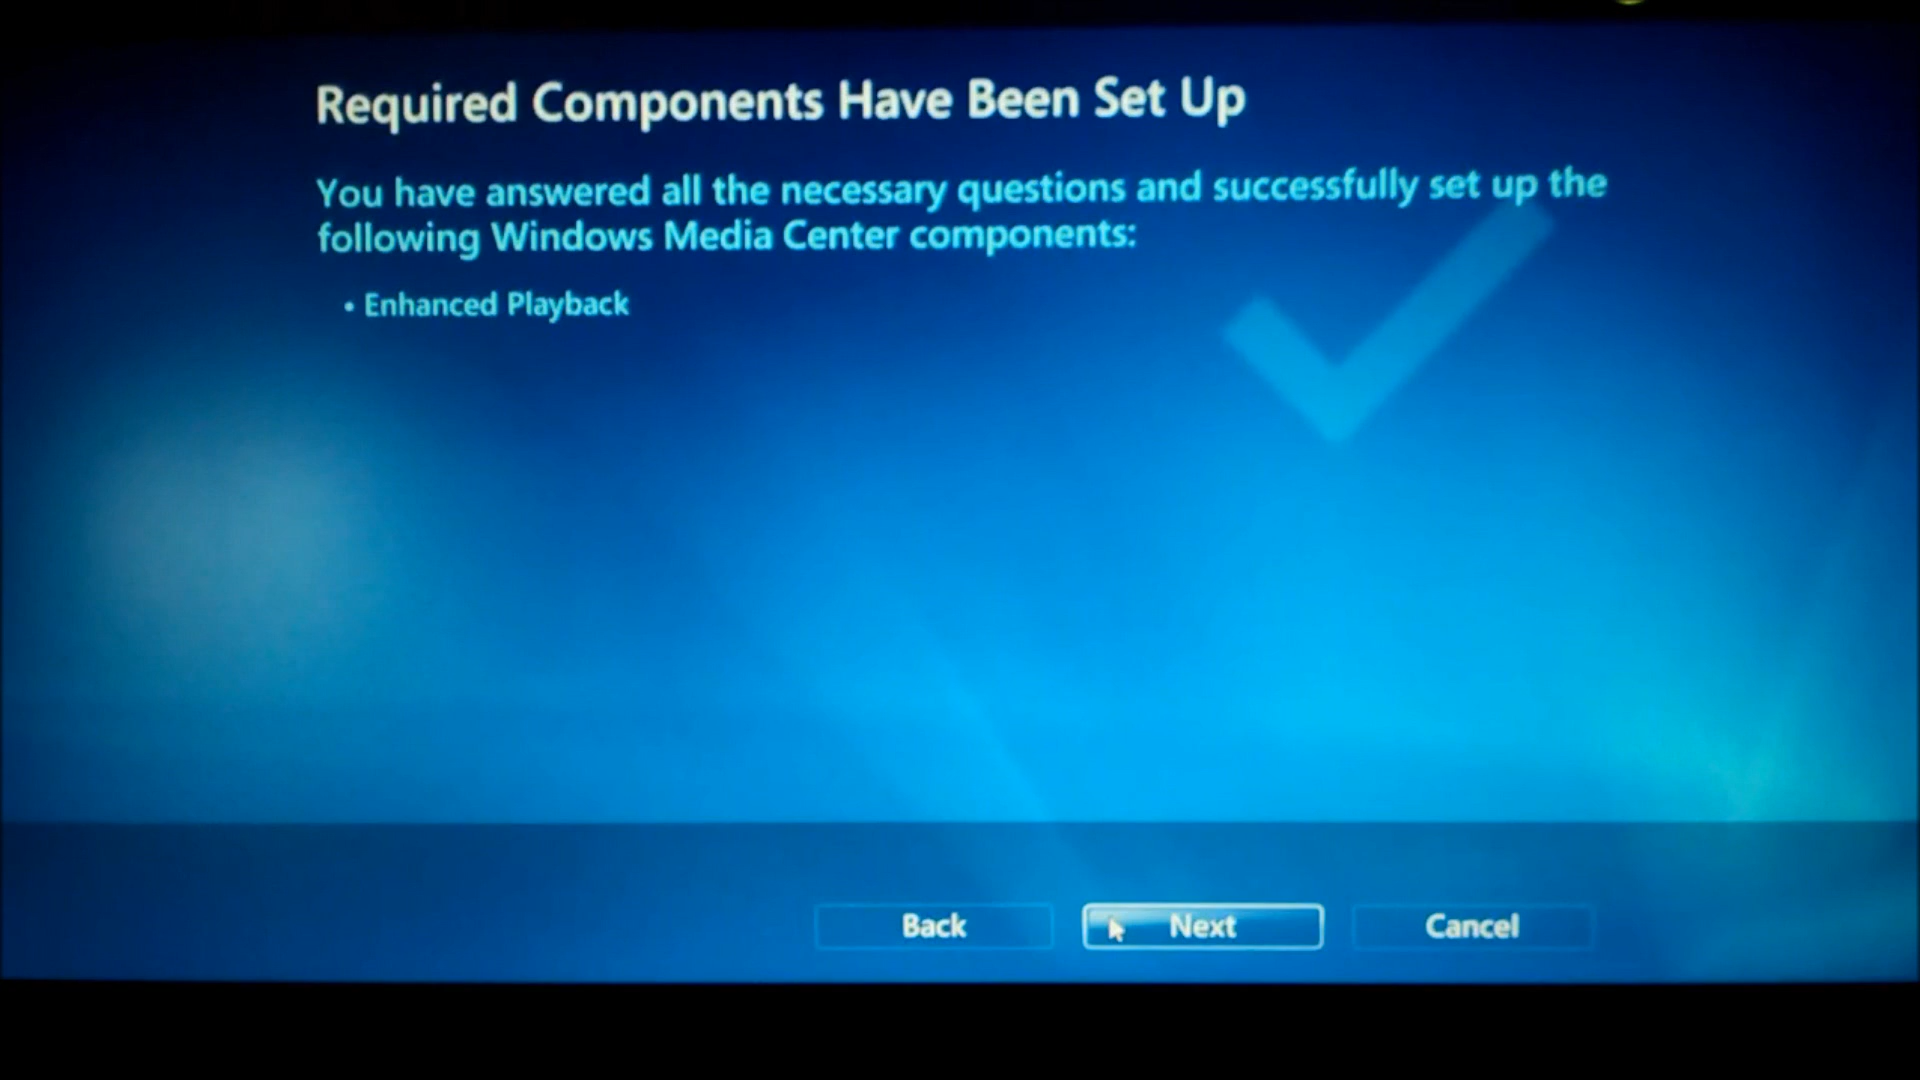 Required Components Have Been Set Up
You have answered all the necessary questions and successfully set up the
following Windows Media Center components:
• Enhanced Playback
Back
Next
Cancel